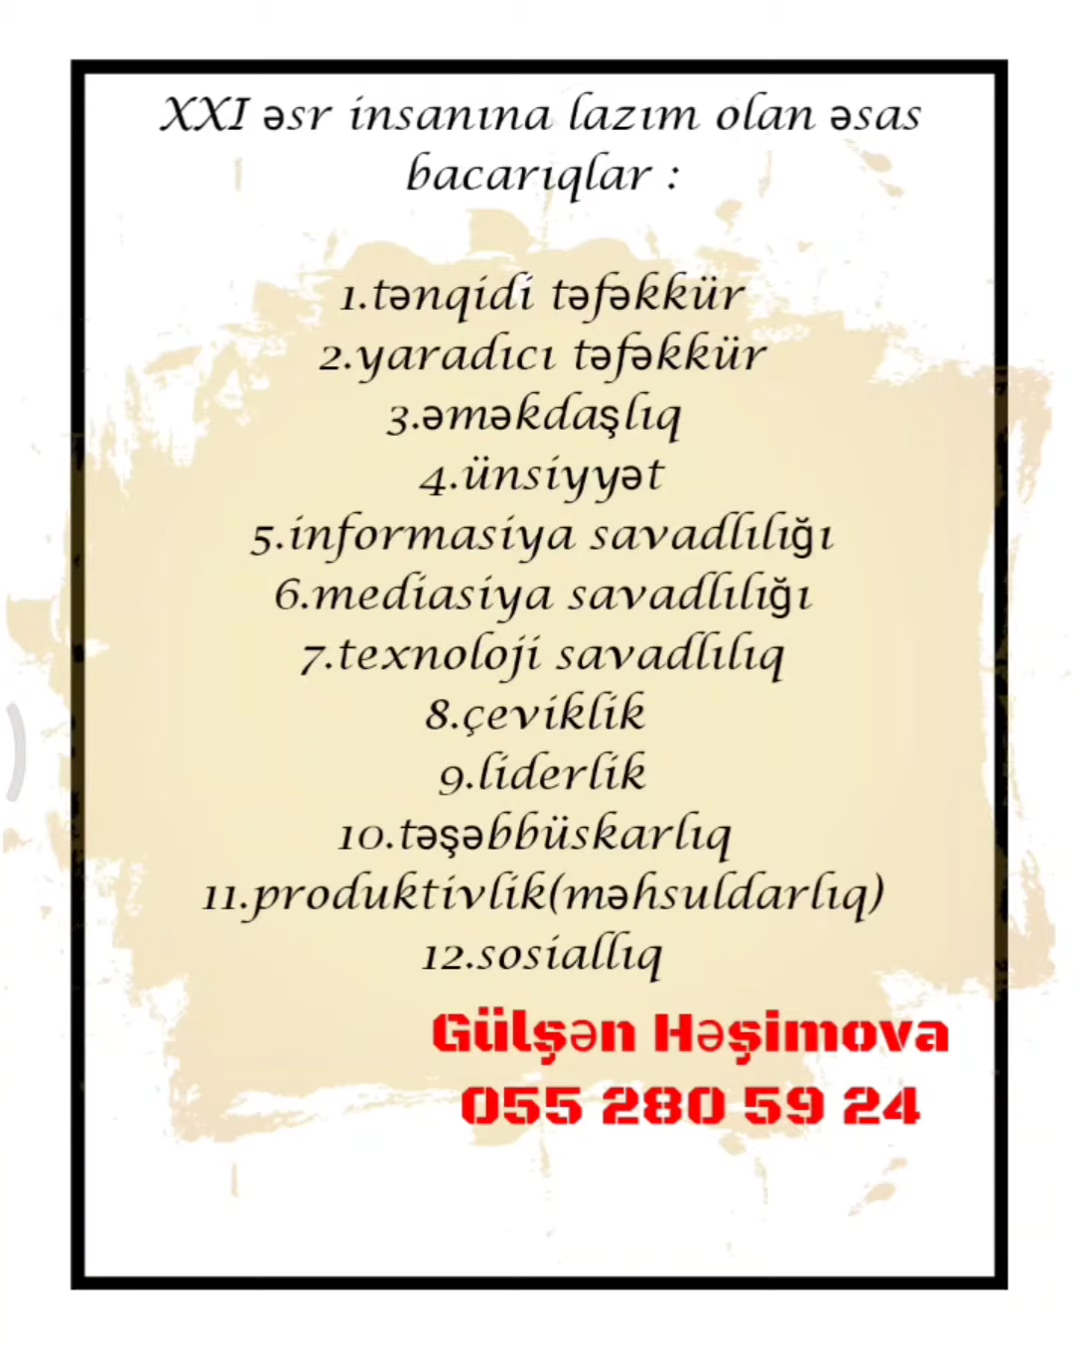 XXI əsr insanına lazım olan əsas
bacarıqlar :
1.tənqidi təfəkkür
2.yaradıcı təfəkkür
3.əməkdaşlıq
4.ünsiyyət
5.informasiya savadlılığı
6.mediasiya savadlılığı
7.texnoloji savadlılıq
8.çeviklik
9.liderlik
10.təşəbbüskarlıq
11.produktivlik(məhsuldarlıq)
12.sosiallıq
Gülşən Həşimova
055 280 59 24